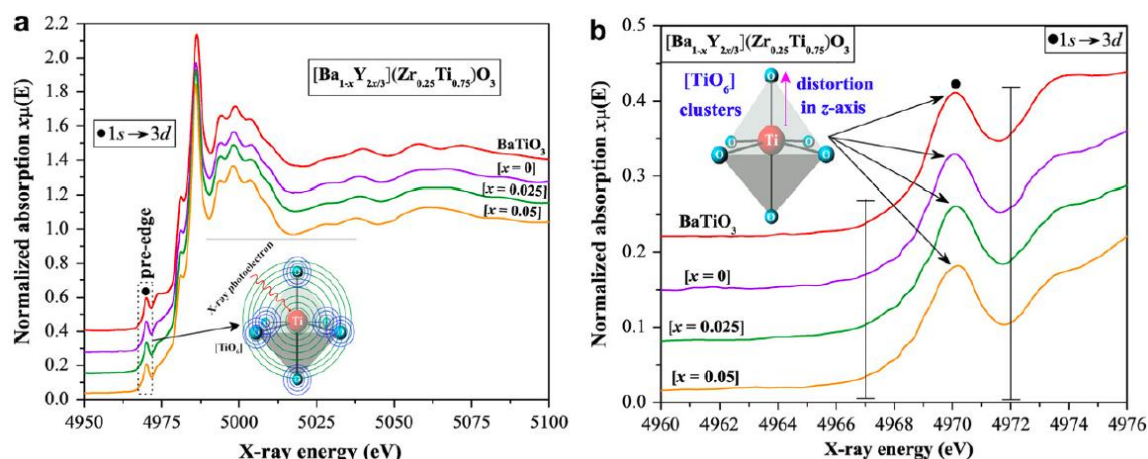 a
[Ba1-xY2x/3](Zr0.25Ti0.75)O3
●1s→3d
BaTiO3
[x = 0]
[x = 0.025]
[x = 0.05]
pre-edge
X-ray photoelectron
Ti
O
O
O
O
O
O
[TiO6]
Normalized absorption xμ(E)
2.2
2.0
1.8
1.6
1.4
1.2
1.0
0.8
0.6
0.4
0.2
0.0
4950 4975 5000 5025 5050 5075 5100
X-ray energy (eV)
b
[Ba1-xY2x/3](Zr0.25Ti0.75)O3
●1s→3d
[TiO6]
clusters
distortion
in z-axis
O
O
O
Ti
O
O
O
BaTiO3
[x = 0]
[x = 0.025]
[x = 0.05]
Normalized absorption xμ(E)
0.5
0.4
0.3
0.2
0.1
0.0
4960 4962 4964 4966 4968 4970 4972 4974 4976
X-ray energy (eV)